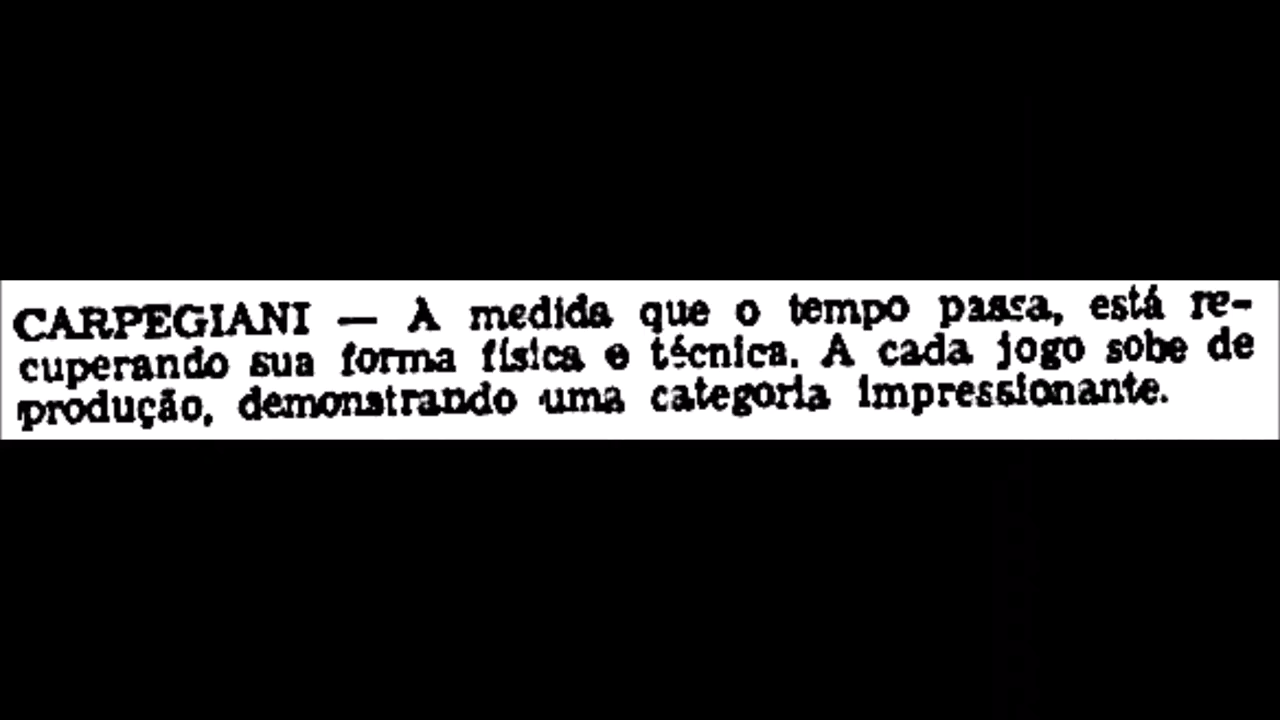 CARPEGIANI — À medida que o tempo passa, está re-
cuperando sua forma física e técnica. A cada jogo sobe de
produção, demonstrando uma categoria impressionante.